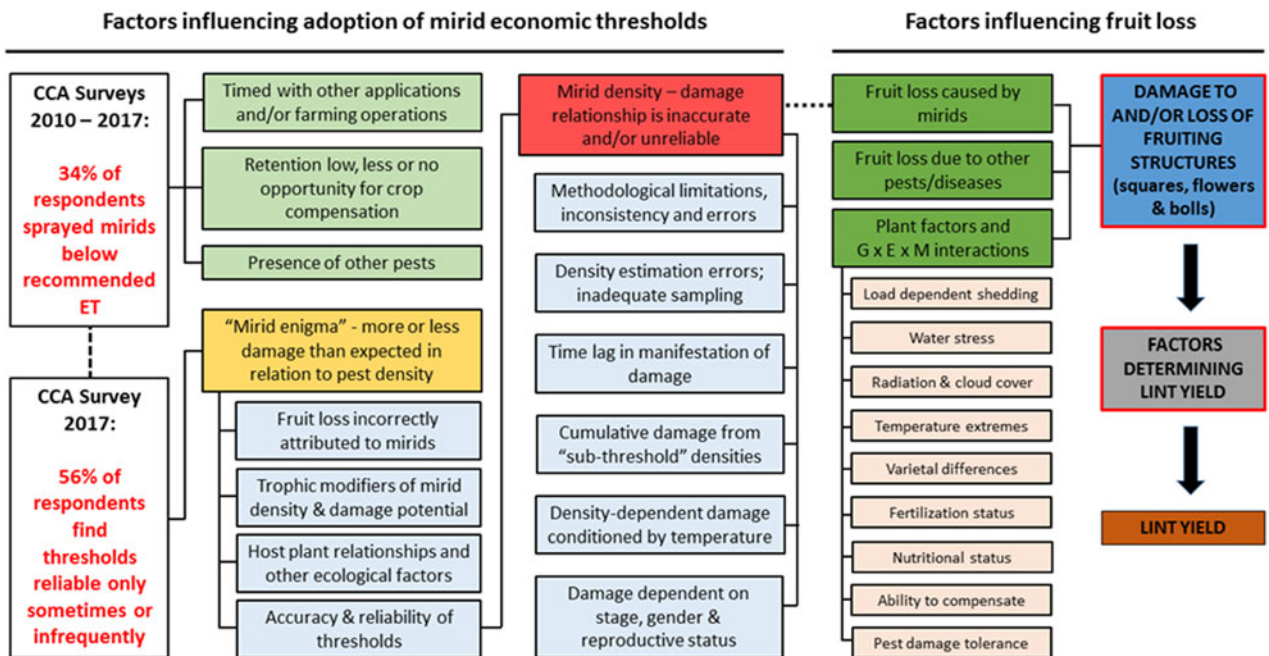 Factors influencing adoption of mirid economic thresholds
Factors influencing fruit loss
CCA Surveys
2010 – 2017:
34% of
respondents
sprayed mirids
below
recommended
ET
CCA Survey
2017:
56% of
respondents
find
thresholds
reliable only
sometimes or
infrequently
Timed with other applications
and/or farming operations
Retention low, less or no
opportunity for crop
compensation
Presence of other pests
“Mirid enigma” - more or less
damage than expected in
relation to pest density
Fruit loss incorrectly
attributed to mirids
Trophic modifiers of mirid
density & damage potential
Host plant relationships and
other ecological factors
Accuracy & reliability of
thresholds
Mirid density – damage
relationship is inaccurate
and/or unreliable
Methodological limitations,
inconsistency and errors
Density estimation errors;
inadequate sampling
Time lag in manifestation of
damage
Cumulative damage from
“sub-threshold” densities
Density-dependent damage
conditioned by temperature
Damage dependent on
stage, gender &
reproductive status
Fruit loss caused by
mirids
Fruit loss due to other
pests/diseases
Plant factors and
G x E x M interactions
Load dependent shedding
Water stress
Radiation & cloud cover
Temperature extremes
Varietal differences
Fertilization status
Nutritional status
Ability to compensate
Pest damage tolerance
DAMAGE TO
AND/OR LOSS OF
FRUITING
STRUCTURES
(squares, flowers
& bolls)
FACTORS
DETERMINING
LINT YIELD
LINT YIELD